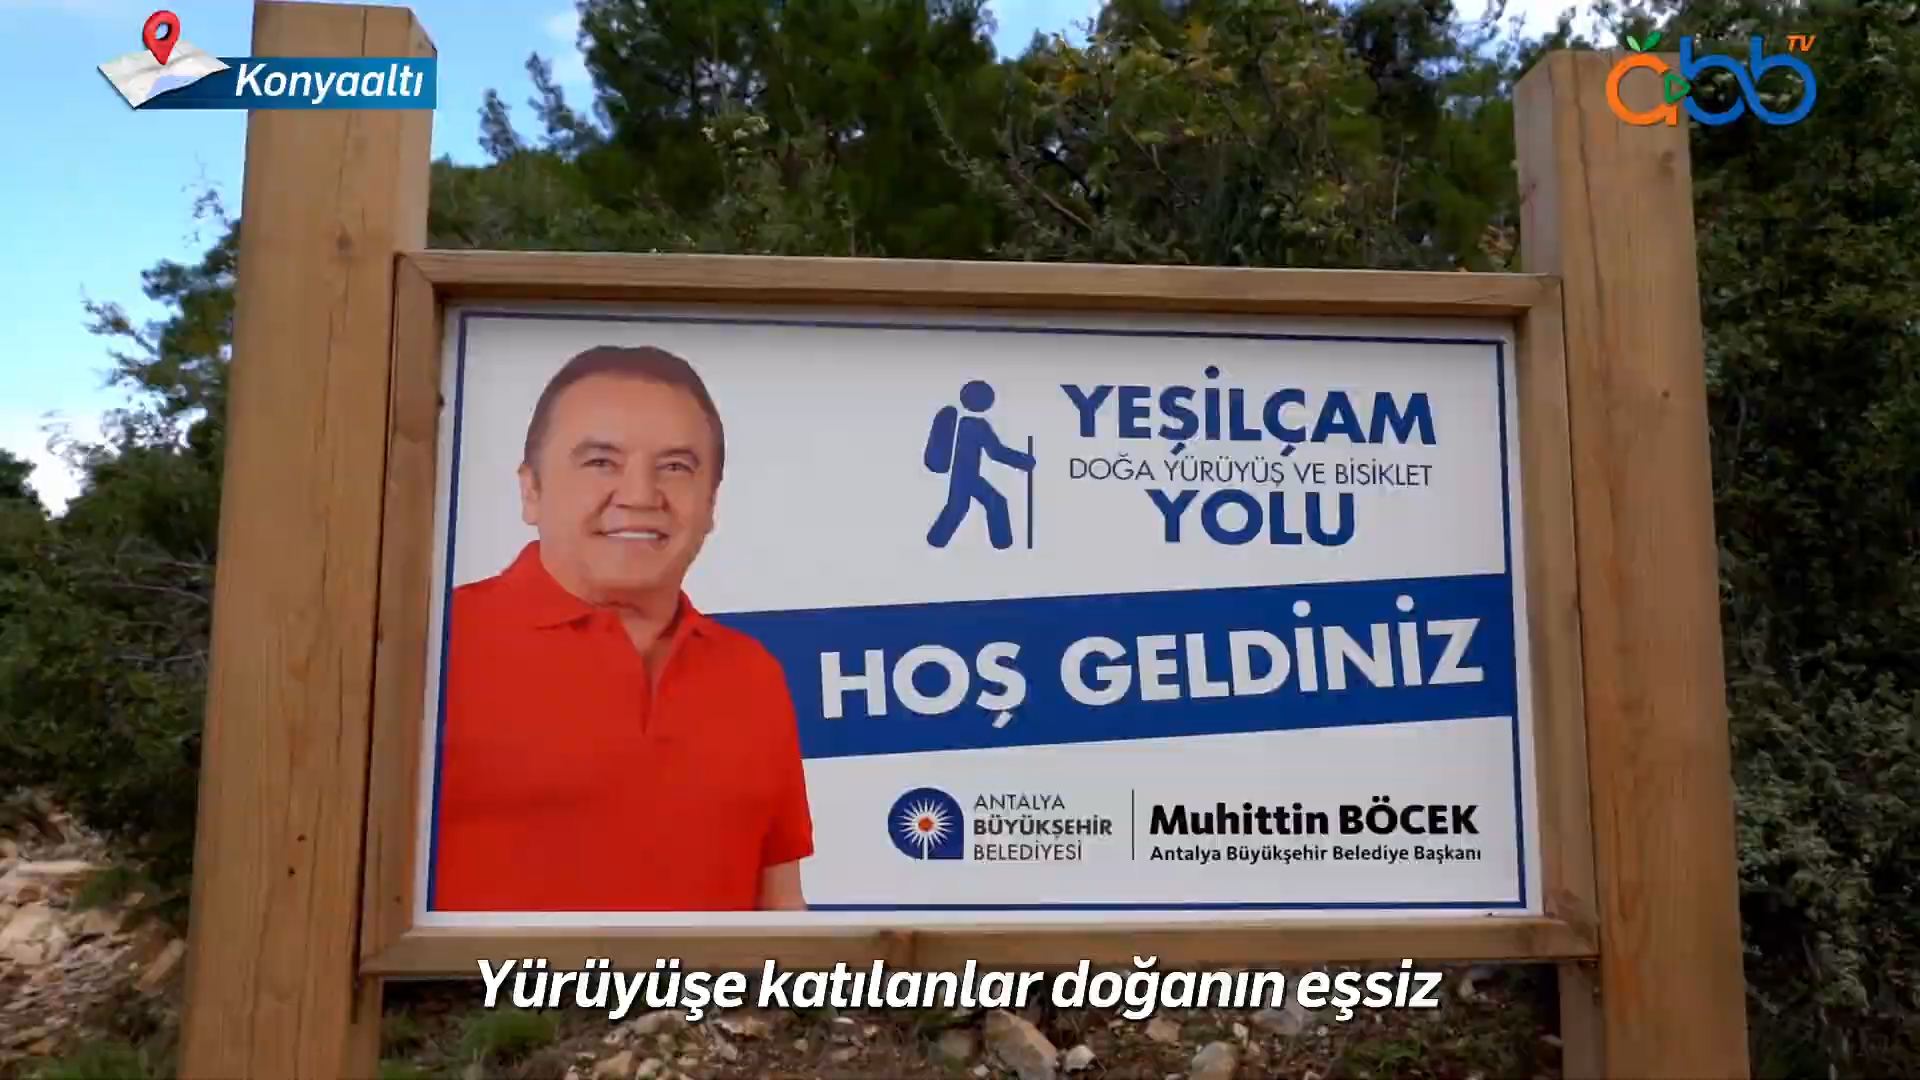 Konyaaltı
abb TV
YEŞİLÇAM
DOĞA YÜRÜYÜŞ VE BİSİKLET
YOLU
HOŞ GELDİNİZ
ANTALYA
BÜYÜKŞEHİR
BELEDİYESİ
Muhittin BÖCEK
Antalya Büyükşehir Belediye Başkanı
Yürüyüşe katılanlar doğanın eşsiz